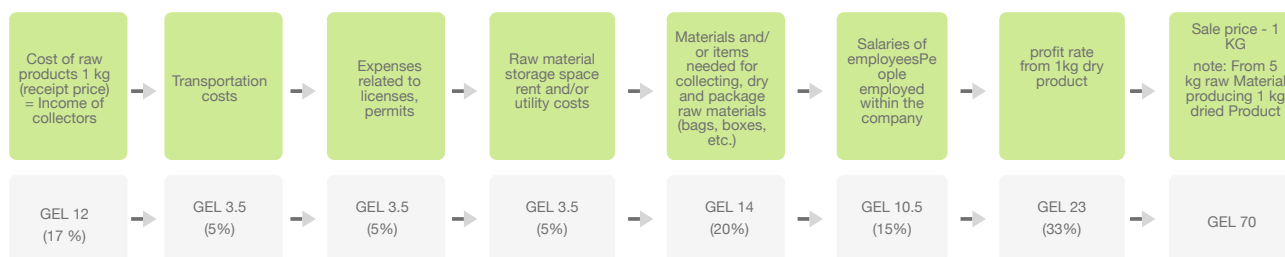 Cost of raw
products 1 kg
(receipt price)
= Income of
collectors
Transportation
costs
Expenses
related to
licenses,
permits
Raw material
storage space
rent and/or
utility costs
Materials and/
or items
needed for
collecting, dry
and package
raw materials
(bags, boxes,
etc.)
Salaries of
employeesPe
ople
employed
within the
company
profit rate
from 1kg dry
product
Sale price - 1
KG
note: From 5
kg raw Material
producing 1 kg
dried Product
GEL 12
(17 %)
GEL 3.5
(5%)
GEL 3.5
(5%)
GEL 3.5
(5%)
GEL 14
(20%)
GEL 10.5
(15%)
GEL 23
(33%)
GEL 70